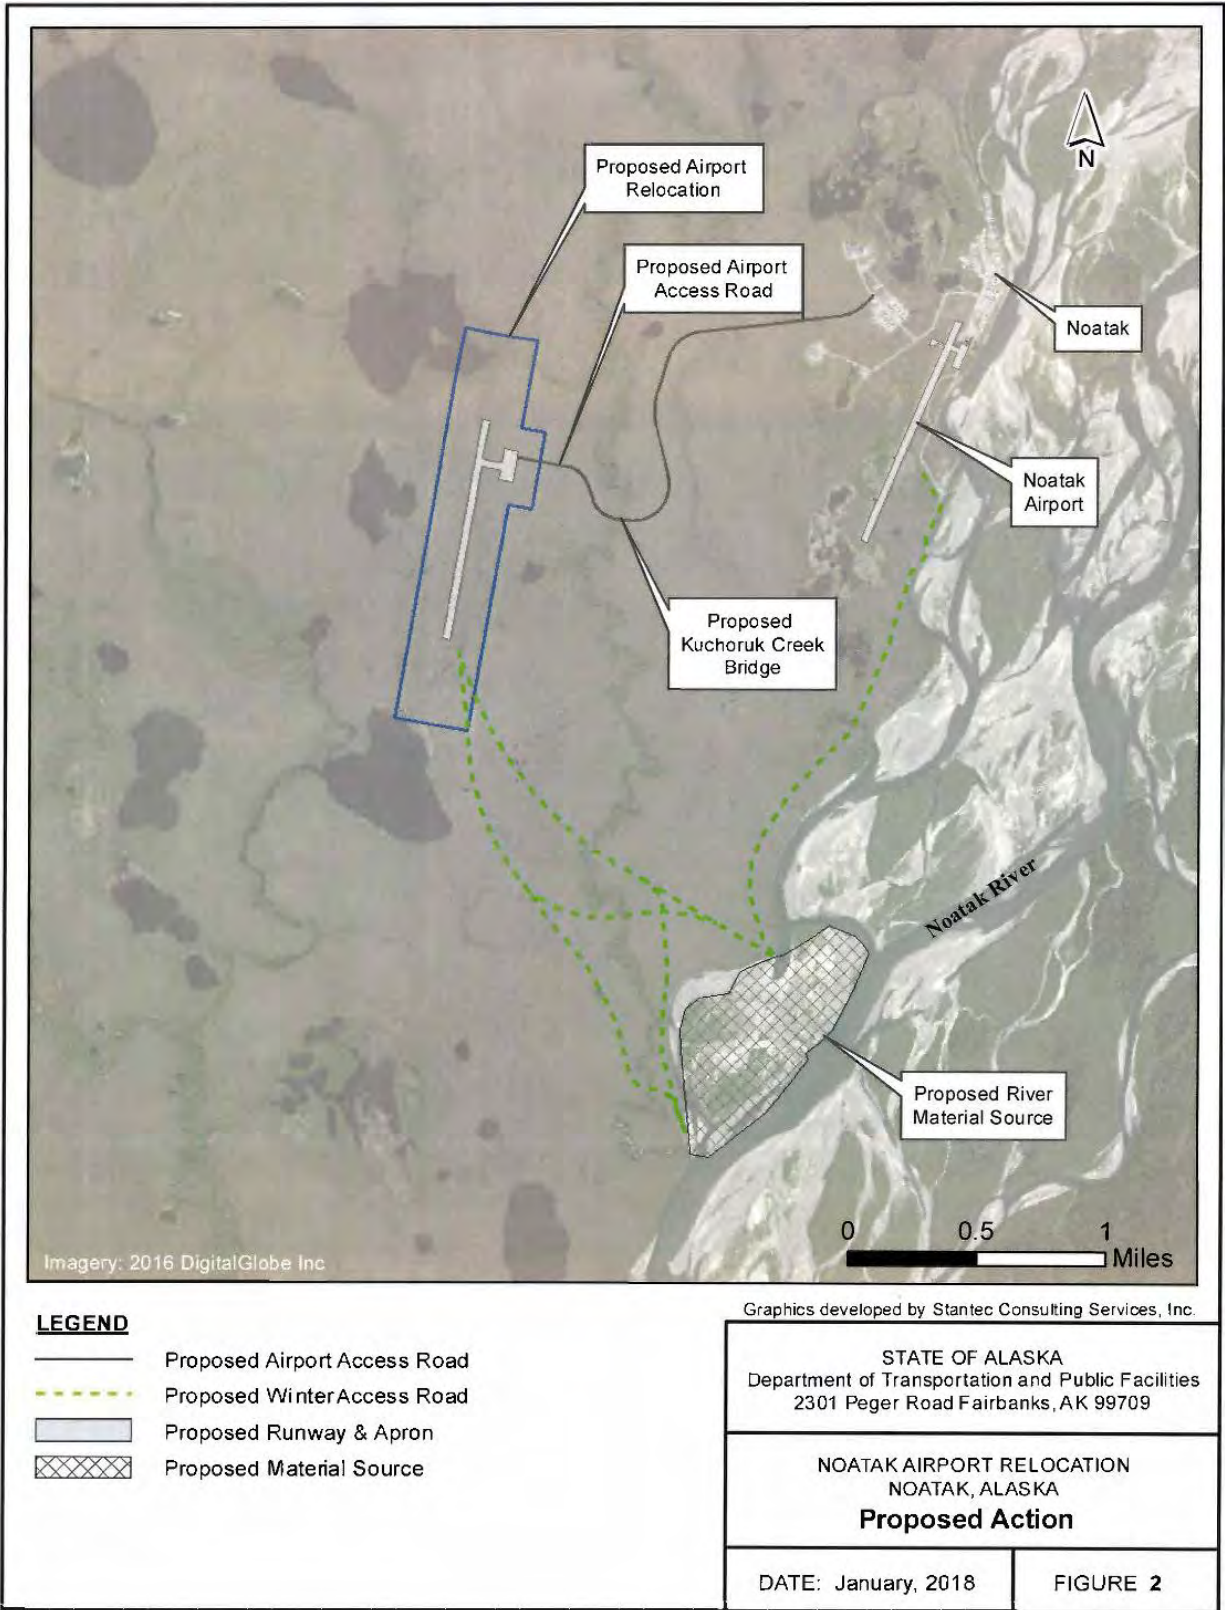 N
Proposed Airport
Relocation
Proposed Airport
Access Road
Noatak
Noatak
Airport
Proposed
Kuchoruk Creek
Bridge
Noatak River
Proposed River
Material Source
0 0.5 1
Miles
Imagery: 2016 DigitalGlobe Inc
Graphics developed by Stantec Consulting Services, Inc.
LEGEND
Proposed Airport Access Road
Proposed Winter Access Road
Proposed Runway & Apron
Proposed Material Source
STATE OF ALASKA
Department of Transportation and Public Facilities
2301 Peger Road Fairbanks, AK 99709
NOATAK AIRPORT RELOCATION
NOATAK, ALASKA
Proposed Action
DATE: January, 2018
FIGURE 2